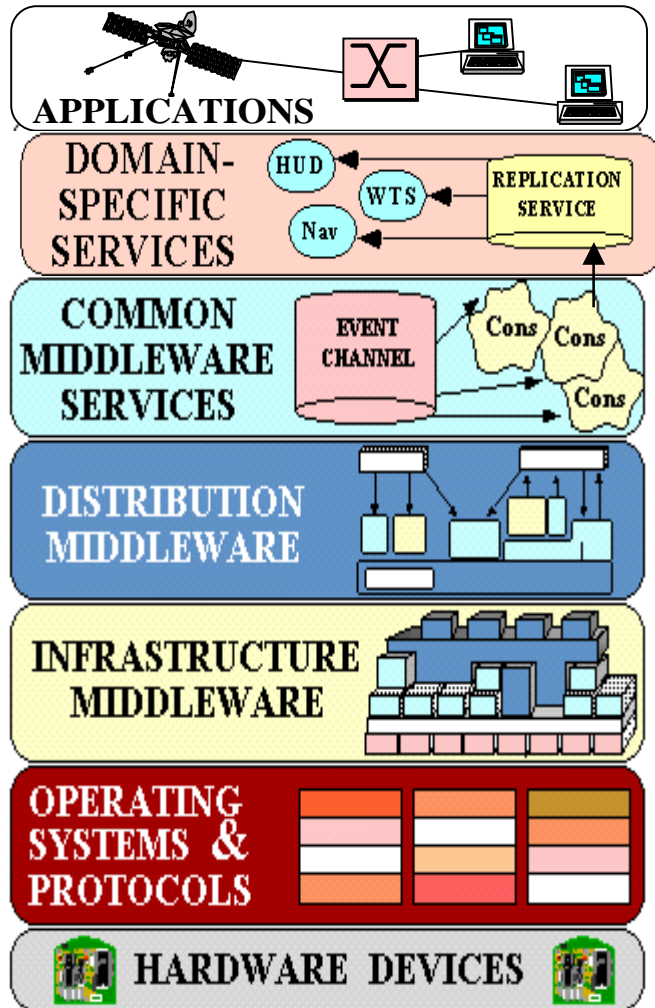 APPLICATIONS
DOMAIN-
SPECIFIC
SERVICES
HUD
WTS
Nav
REPLICATION
SERVICE
COMMON
MIDDLEWARE
SERVICES
EVENT
CHANNEL
Cons
Cons
Cons
DISTRIBUTION
MIDDLEWARE
INFRASTRUCTURE
MIDDLEWARE
OPERATING
SYSTEMS &
PROTOCOLS
HARDWARE DEVICES